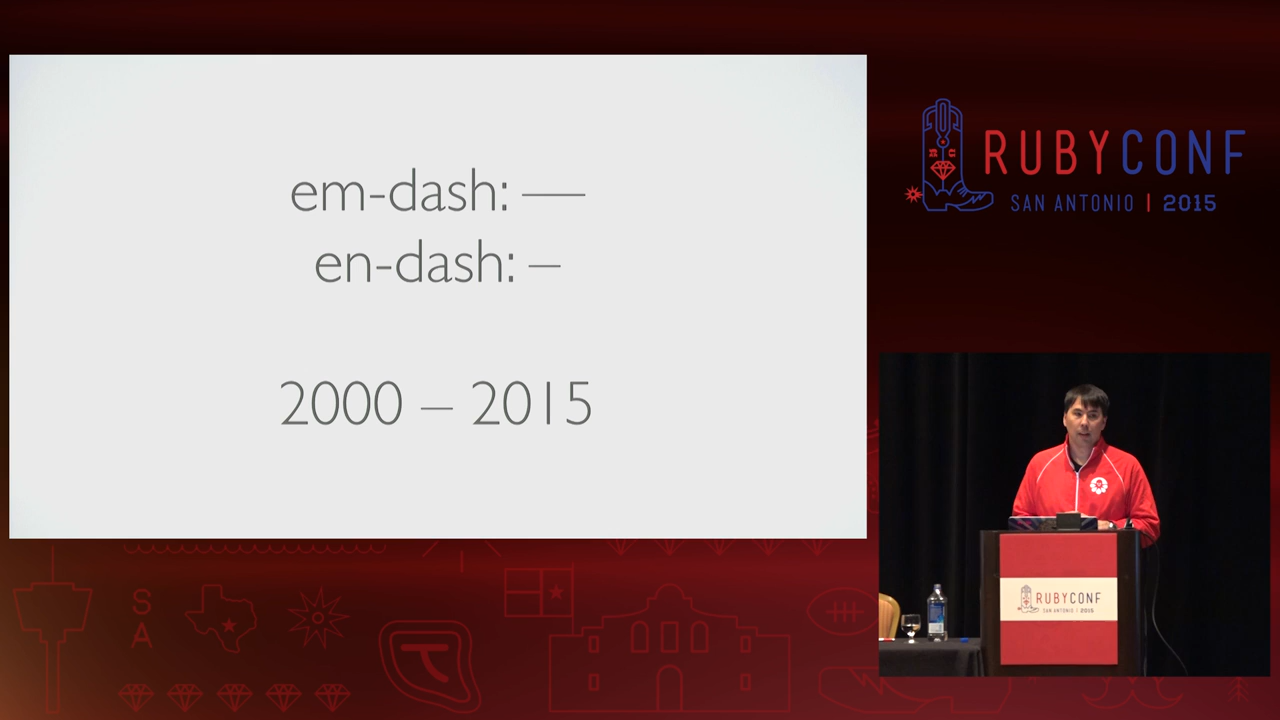 em-dash: —
en-dash: –
2000 – 2015
RUBYCONF
SAN ANTONIO | 2015
RUBYCONF
SAN ANTONIO | 2015
S
A